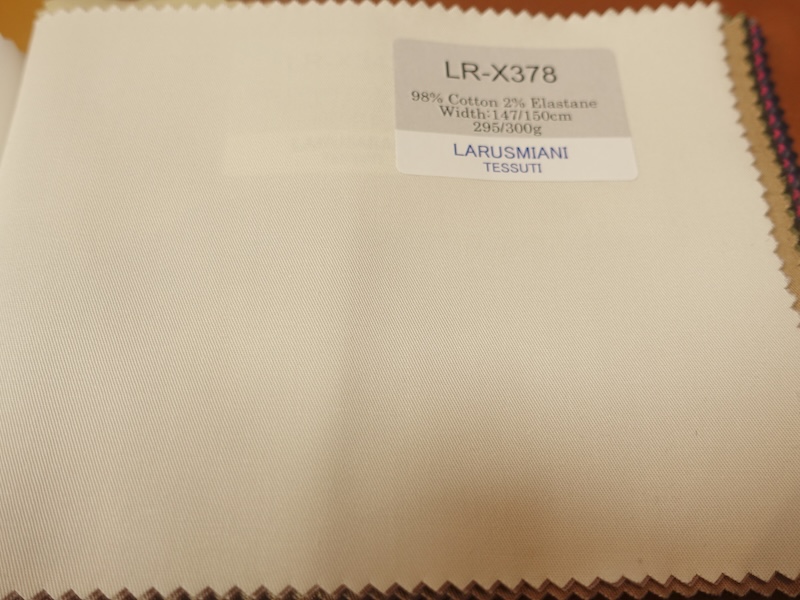 LR-X378
98% Cotton 2% Elastane
Width:147/150cm
295/300g
LARUSMIANI
TESSUTI